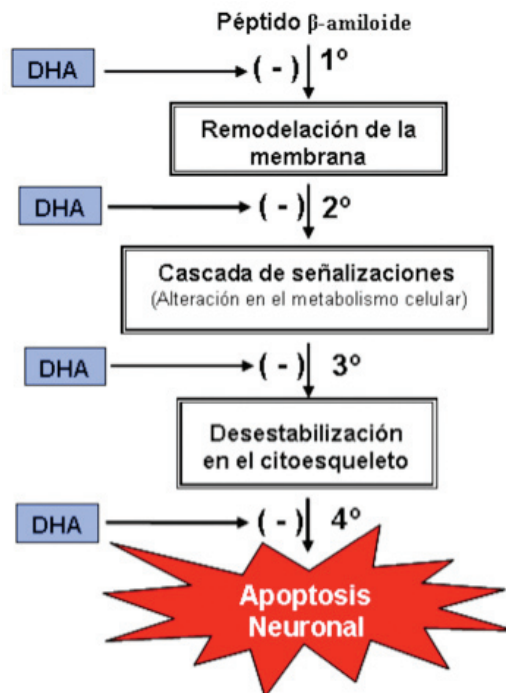 Péptido β-amiloide
DHA
( - ) 1º
Remodelación de la
membrana
DHA
( - ) 2º
Cascada de señalizaciones
(Alteración en el metabolismo celular)
DHA
( - ) 3º
Desestabilización
en el citoesqueleto
DHA
( - ) 4º
Apoptosis
Neuronal